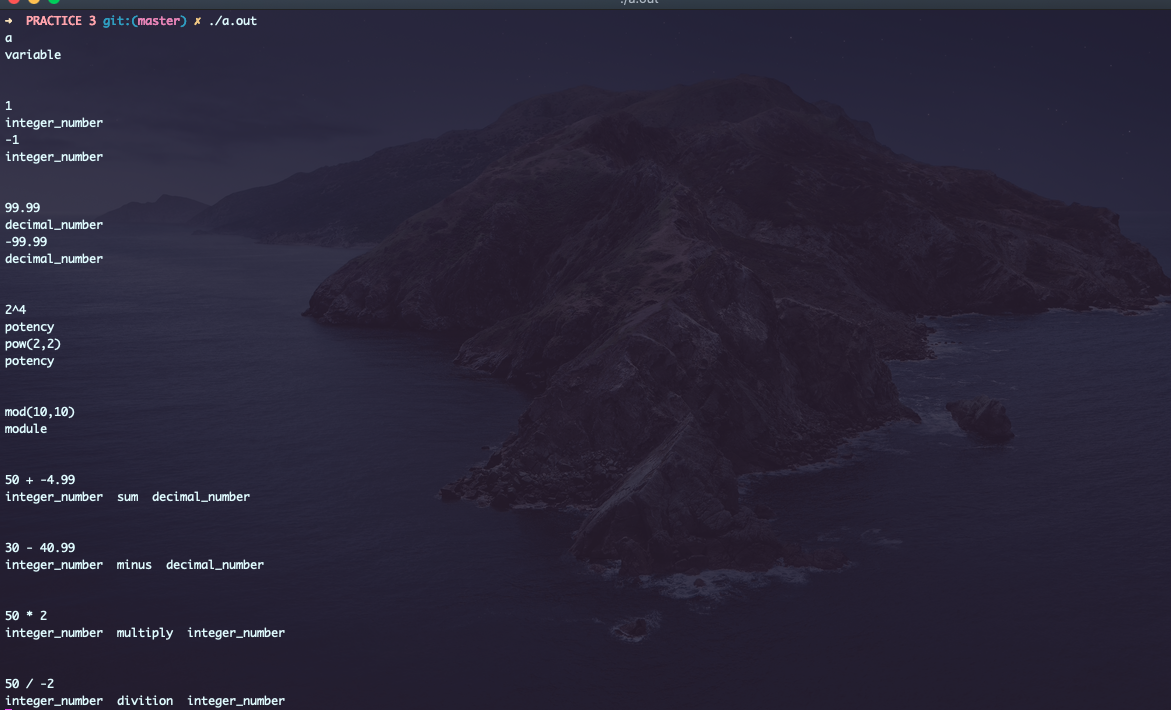 ./a.out
→ PRACTICE 3 git:(master) ✗ ./a.out
a
variable
1
integer_number
-1
integer_number
99.99
decimal_number
-99.99
decimal_number
2^4
potency
pow(2,2)
potency
mod(10,10)
module
50 + -4.99
integer_number  sum  decimal_number
30 - 40.99
integer_number  minus  decimal_number
50 * 2
integer_number  multiply  integer_number
50 / -2
integer_number  divition  integer_number